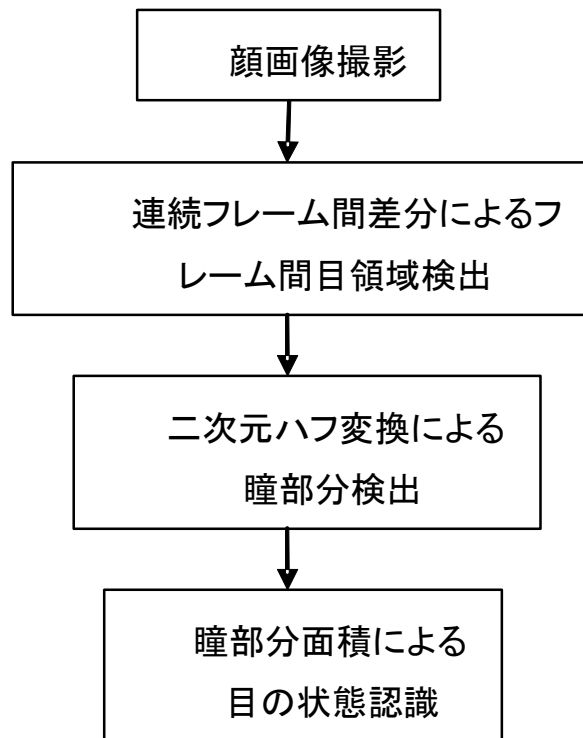 顔画像撮影
連続フレーム間差分によるフ
レーム間目領域検出
二次元ハフ変換による
瞳部分検出
瞳部分面積による
目の状態認識